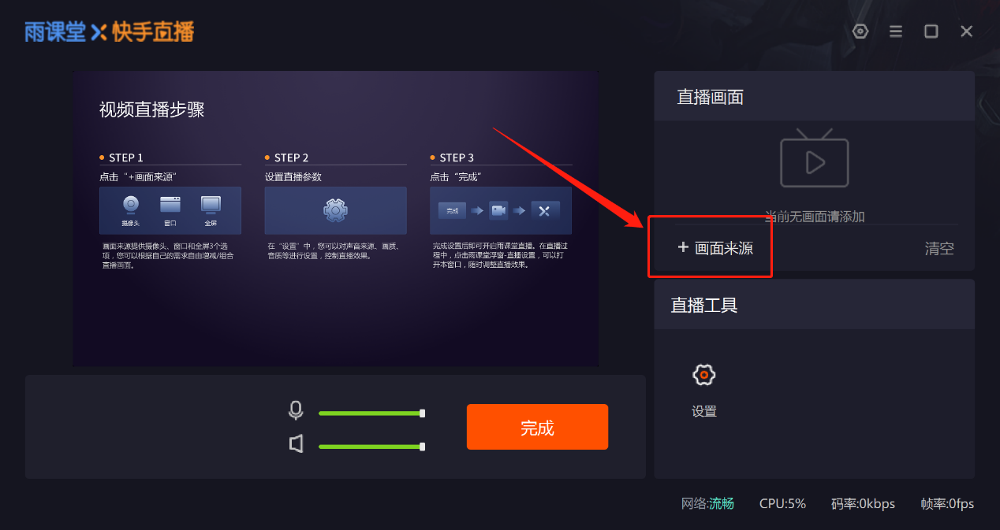 雨课堂X快手直播
视频直播步骤
STEP 1
点击 “+画面来源”
摄像头 窗口 全屏
画面来源提供摄像头、窗口和全屏3个选
项，您可以根据自己的需求自由增减/组合
直播画面。
STEP 2
设置直播参数
在 “设置” 中，您可以对声音来源、画质、
音质等进行设置，控制直播效果。
STEP 3
点击 “完成”
完成
完成设置后即可开启雨课堂直播。在直播过
程中，点击雨课堂浮窗-直播设置，可以打
开本窗口，随时调整直播效果。
完成
直播画面
当前无画面请添加
+ 画面来源 清空
直播工具
设置
网络:流畅 CPU:5% 码率:0kbps 帧率:0fps